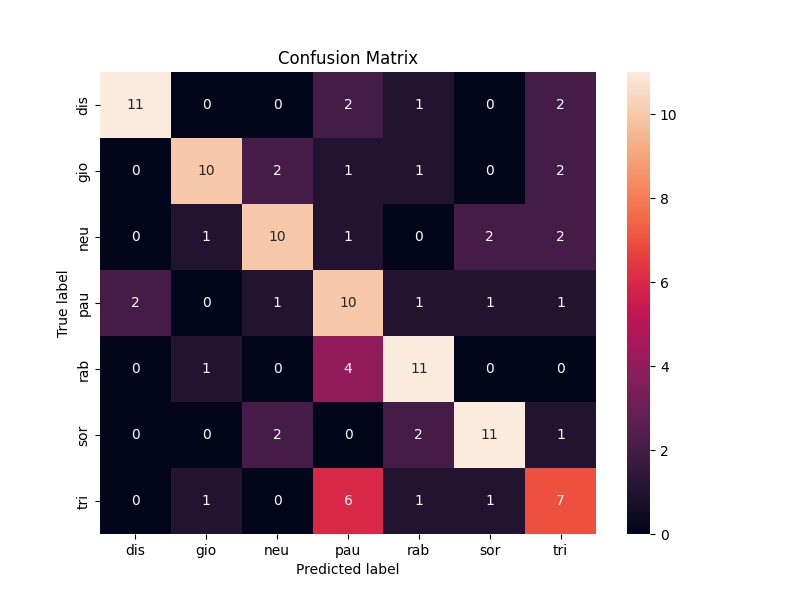 Confusion Matrix
dis 11 0 0 2 1 0 2
gio 0 10 2 1 1 0 2
neu 0 1 10 1 0 2 2
pau 2 0 1 10 1 1 1
rab 0 1 0 4 11 0 0
sor 0 0 2 0 2 11 1
tri 0 1 0 6 1 1 7
dis gio neu pau rab sor tri
Predicted label
True label
10
8
6
4
2
0